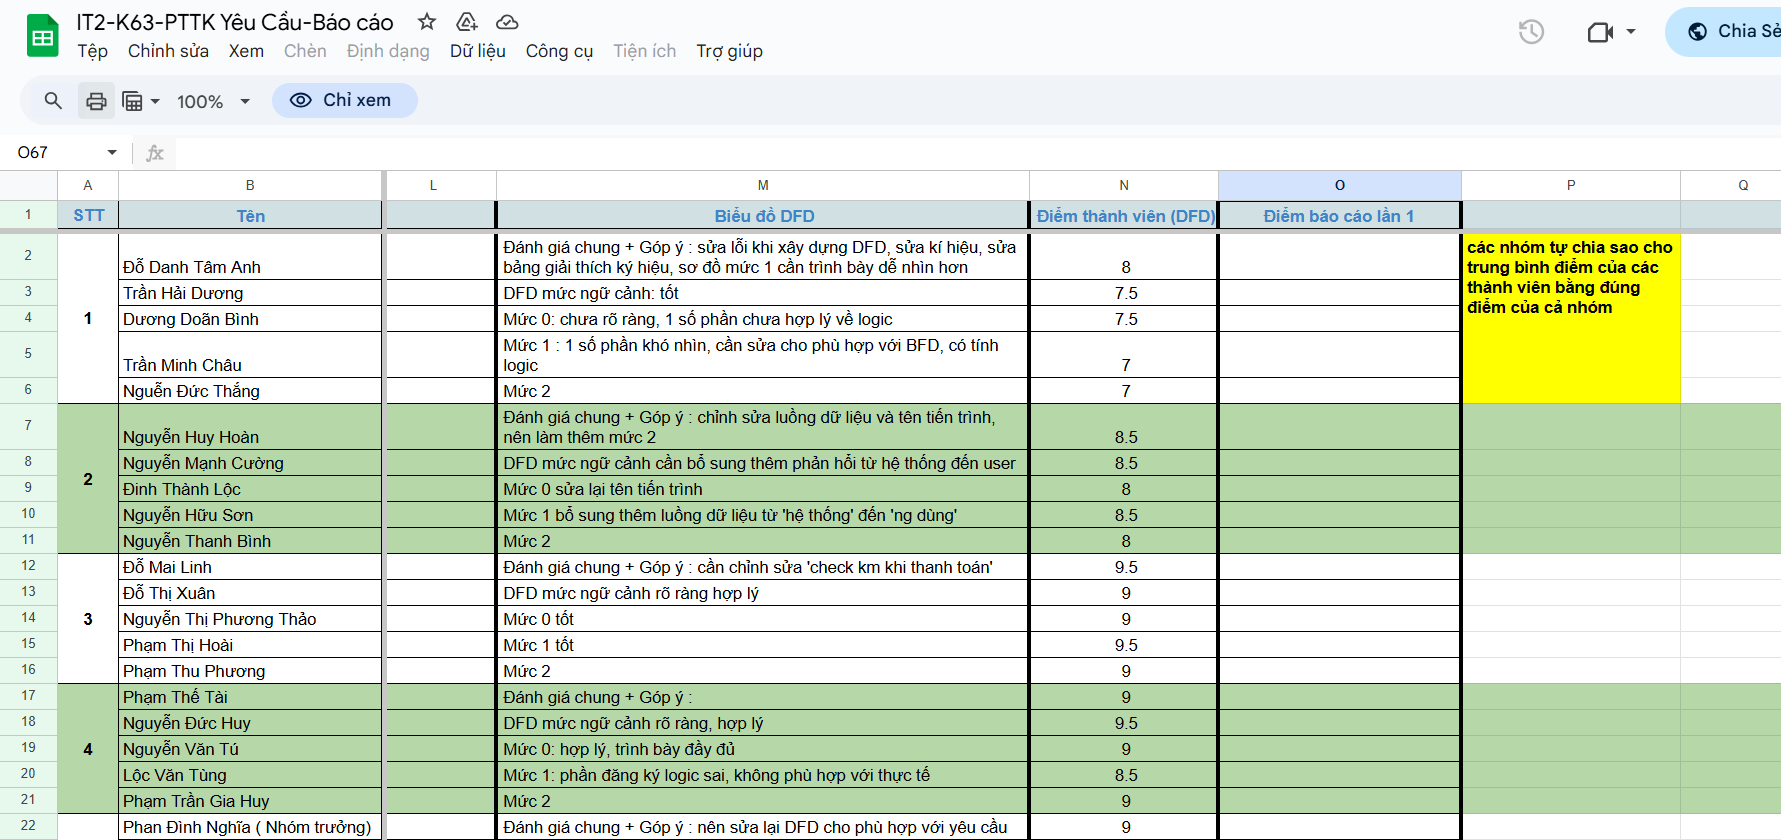 IT2-K63-PTTK Yêu Cầu-Báo cáo
Tệp Chỉnh sửa Xem Chèn Định dạng Dữ liệu Công cụ Tiện ích Trợ giúp
Chia Sẻ
100% Chỉ xem
O67 fx
A B L M N O P Q
1 STT Tên Biểu đồ DFD Điểm thành viên (DFD) Điểm báo cáo lần 1
các nhóm tự chia sao cho
trung bình điểm của các
thành viên bằng đúng
điểm của cả nhóm
1
Đánh giá chung + Góp ý : sửa lỗi khi xây dựng DFD, sửa kí hiệu, sửa
2 Đỗ Danh Tâm Anh bảng giải thích ký hiệu, sơ đồ mức 1 cần trình bày dễ nhìn hơn 8
3 Trần Hải Dương DFD mức ngữ cảnh: tốt 7.5
4 Dương Doãn Bình Mức 0: chưa rõ ràng, 1 số phần chưa hợp lý về logic 7.5
Mức 1 : 1 số phần khó nhìn, cần sửa cho phù hợp với BFD, có tính
5 Trần Minh Châu logic 7
6 Nguễn Đức Thắng Mức 2 7
2
Đánh giá chung + Góp ý : chỉnh sửa luồng dữ liệu và tên tiến trình,
7 Nguyễn Huy Hoàn nên làm thêm mức 2 8.5
8 Nguyễn Mạnh Cường DFD mức ngữ cảnh cần bổ sung thêm phản hồi từ hệ thống đến user 8.5
9 Đinh Thành Lộc Mức 0 sửa lại tên tiến trình 8
10 Nguyễn Hữu Sơn Mức 1 bổ sung thêm luồng dữ liệu từ 'hệ thống' đến 'ng dùng' 8.5
11 Nguyễn Thanh Bình Mức 2 8
3
12 Đỗ Mai Linh Đánh giá chung + Góp ý : cần chỉnh sửa 'check km khi thanh toán' 9.5
13 Đỗ Thị Xuân DFD mức ngữ cảnh rõ ràng hợp lý 9
14 Nguyễn Thị Phương Thảo Mức 0 tốt 9
15 Phạm Thị Hoài Mức 1 tốt 9.5
16 Phạm Thu Phương Mức 2 9
4
17 Phạm Thế Tài Đánh giá chung + Góp ý : 9
18 Nguyễn Đức Huy DFD mức ngữ cảnh rõ ràng, hợp lý 9.5
19 Nguyễn Văn Tú Mức 0: hợp lý, trình bày đầy đủ 9
20 Lộc Văn Tùng Mức 1: phần đăng ký logic sai, không phù hợp với thực tế 8.5
21 Phạm Trần Gia Huy Mức 2 9
22 Phan Đình Nghĩa ( Nhóm trưởng) Đánh giá chung + Góp ý : nên sửa lại DFD cho phù hợp với yêu cầu 9